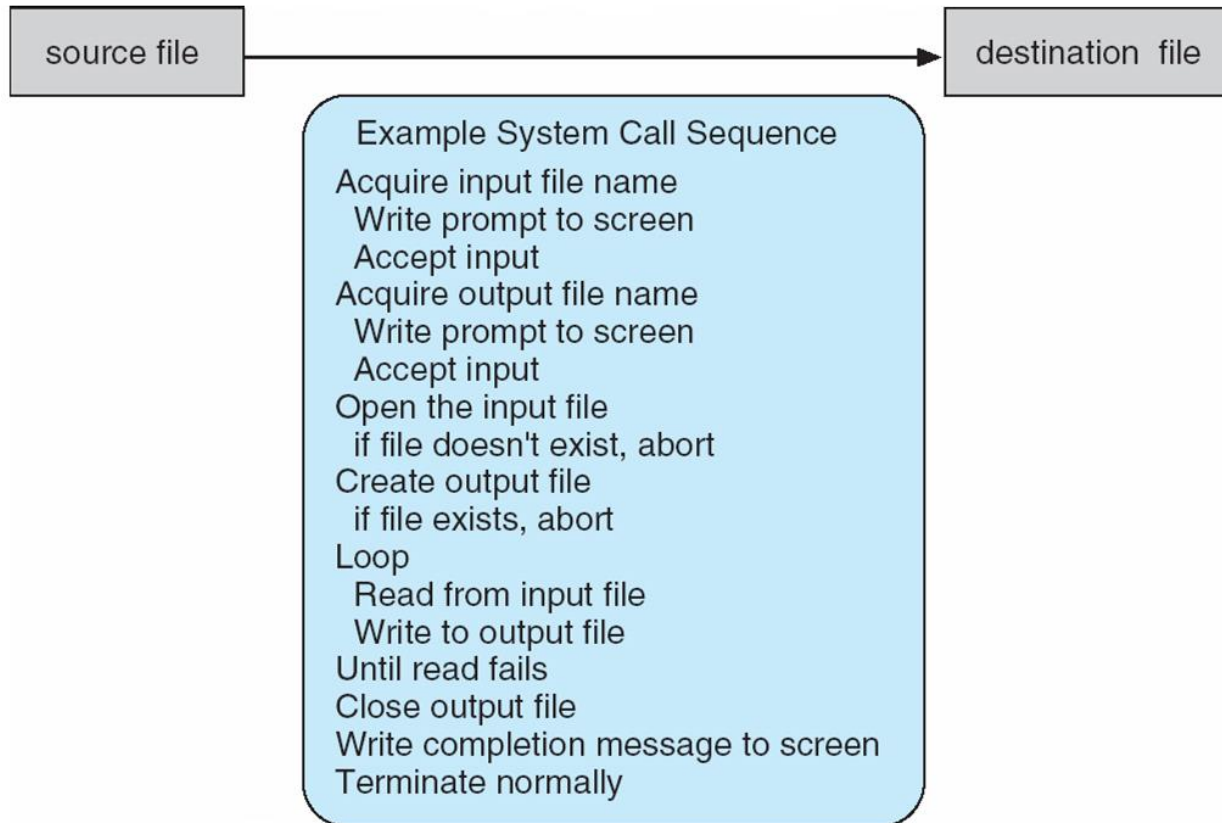 source file
destination file
Example System Call Sequence
Acquire input file name
Write prompt to screen
Accept input
Acquire output file name
Write prompt to screen
Accept input
Open the input file
if file doesn't exist, abort
Create output file
if file exists, abort
Loop
Read from input file
Write to output file
Until read fails
Close output file
Write completion message to screen
Terminate normally